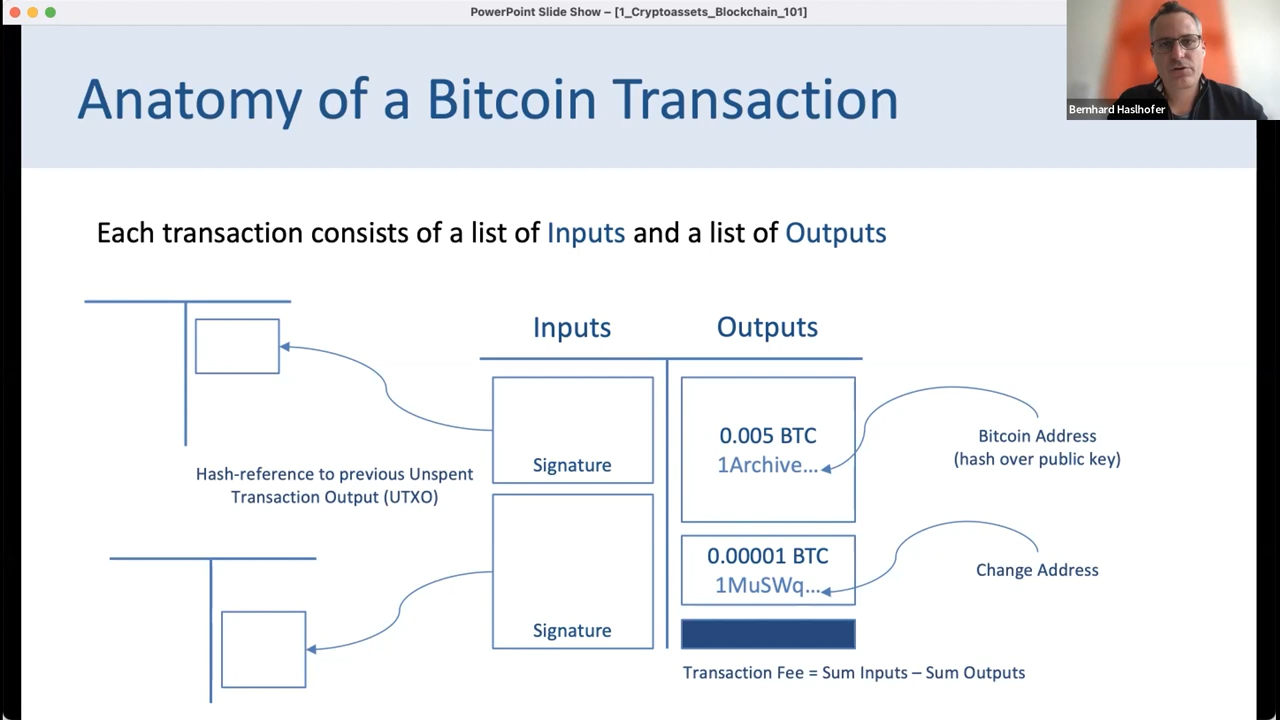 PowerPoint Slide Show – [1_Cryptoassets_Blockchain_101]
Bernhard Haslhofer
Anatomy of a Bitcoin Transaction
Each transaction consists of a list of Inputs and a list of Outputs
Inputs
Outputs
Signature
0.005 BTC
1Archive...
Bitcoin Address
(hash over public key)
Hash-reference to previous Unspent
Transaction Output (UTXO)
Signature
0.00001 BTC
1MuSWq...
Change Address
Transaction Fee = Sum Inputs – Sum Outputs